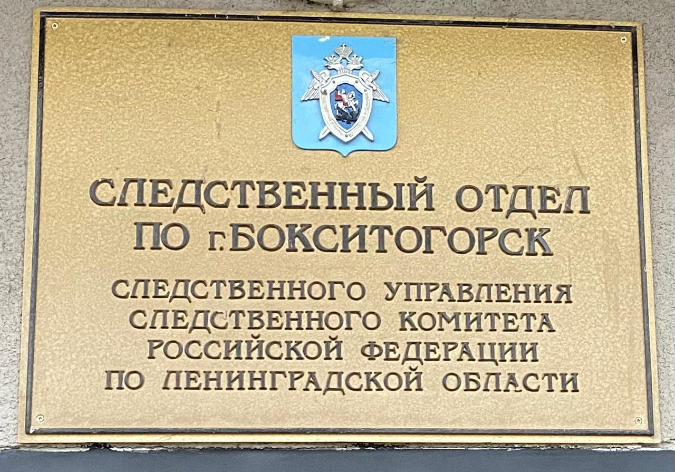 СЛЕДСТВЕННЫЙ ОТДЕЛ
ПО г.БОКСИТОГОРСК
СЛЕДСТВЕННОГО УПРАВЛЕНИЯ
СЛЕДСТВЕННОГО КОМИТЕТА
РОССИЙСКОЙ ФЕДЕРАЦИИ
ПО ЛЕНИНГРАДСКОЙ ОБЛАСТИ